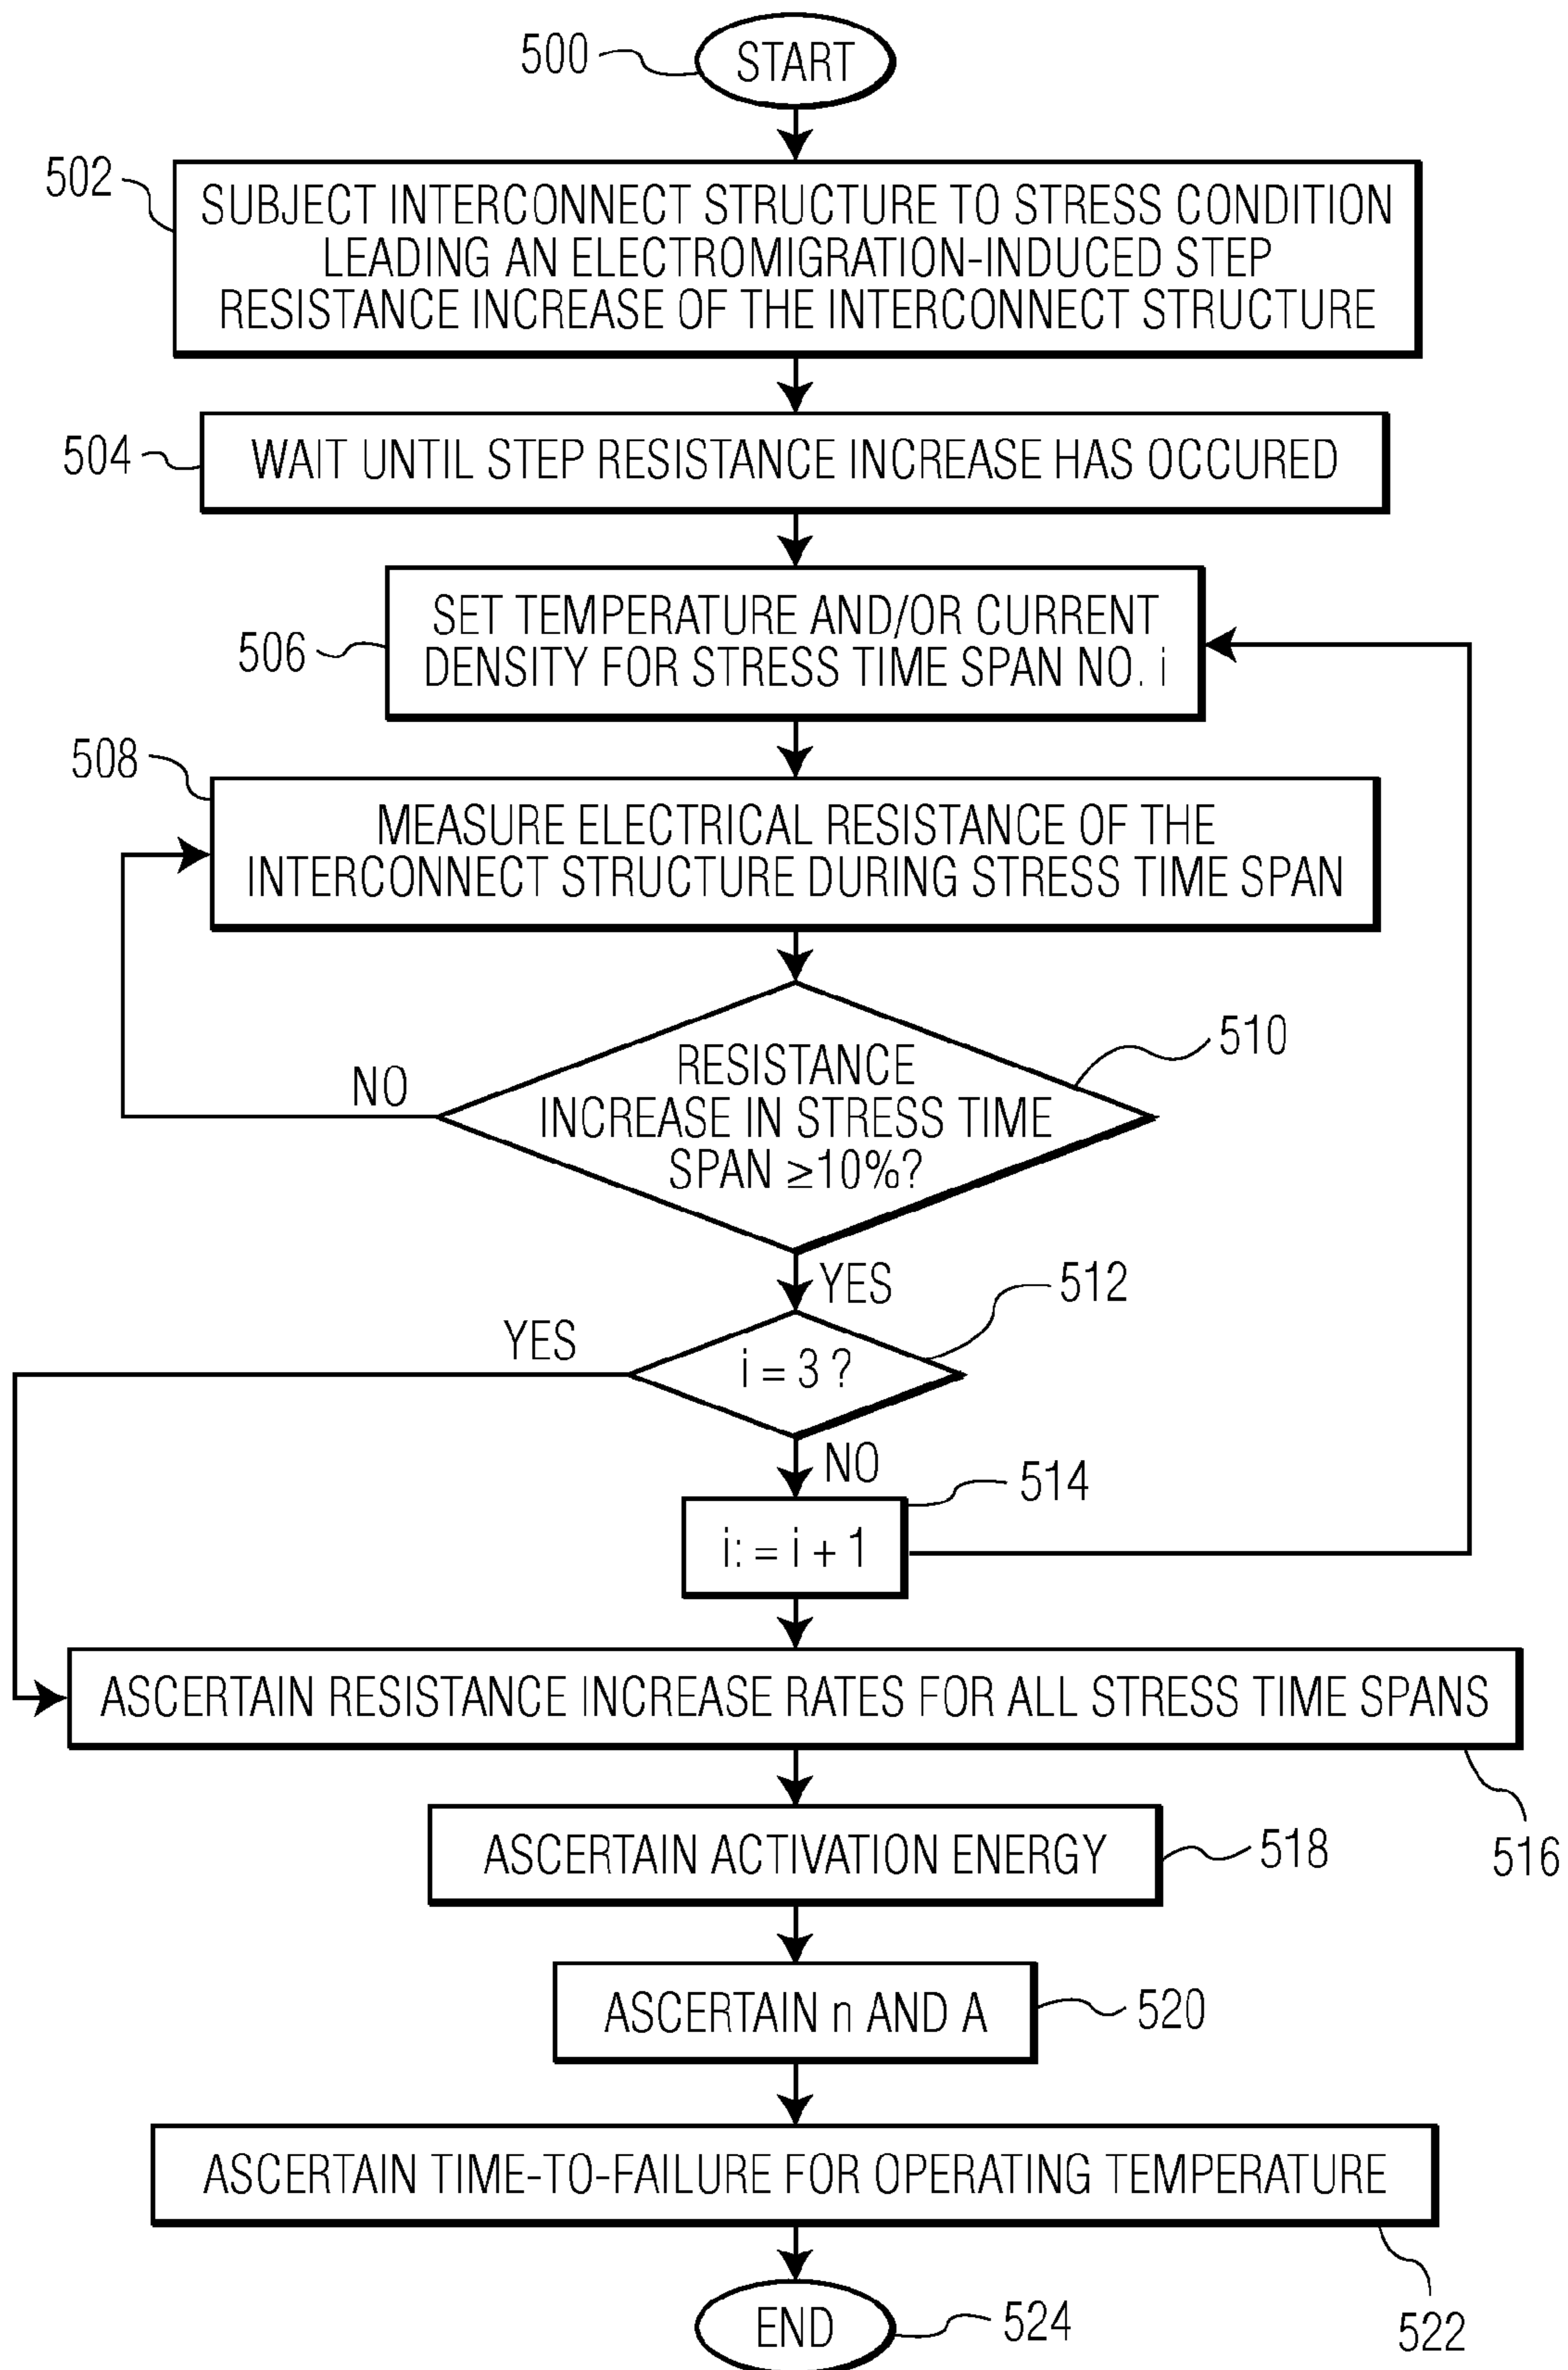 500
START
502
SUBJECT INTERCONNECT STRUCTURE TO STRESS CONDITION
LEADING AN ELECTROMIGRATION-INDUCED STEP
RESISTANCE INCREASE OF THE INTERCONNECT STRUCTURE
504
WAIT UNTIL STEP RESISTANCE INCREASE HAS OCCURED
506
SET TEMPERATURE AND/OR CURRENT
DENSITY FOR STRESS TIME SPAN NO. i
508
MEASURE ELECTRICAL RESISTANCE OF THE
INTERCONNECT STRUCTURE DURING STRESS TIME SPAN
510
RESISTANCE
INCREASE IN STRESS TIME
SPAN ≥10%?
NO
YES
512
i = 3 ?
YES
NO
514
i: = i + 1
ASCERTAIN RESISTANCE INCREASE RATES FOR ALL STRESS TIME SPANS
516
ASCERTAIN ACTIVATION ENERGY
518
ASCERTAIN n AND A
520
ASCERTAIN TIME-TO-FAILURE FOR OPERATING TEMPERATURE
522
END
524